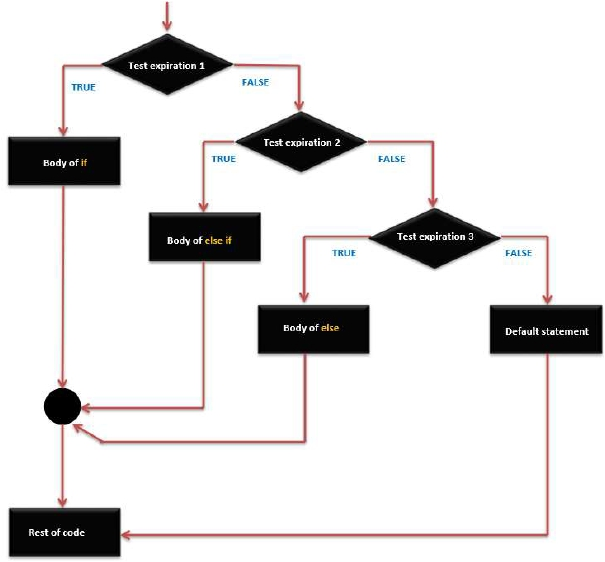 Test expiration 1
TRUE
FALSE
Body of if
Test expiration 2
TRUE
FALSE
Body of else if
Test expiration 3
TRUE
FALSE
Body of else
Default statement
Rest of code